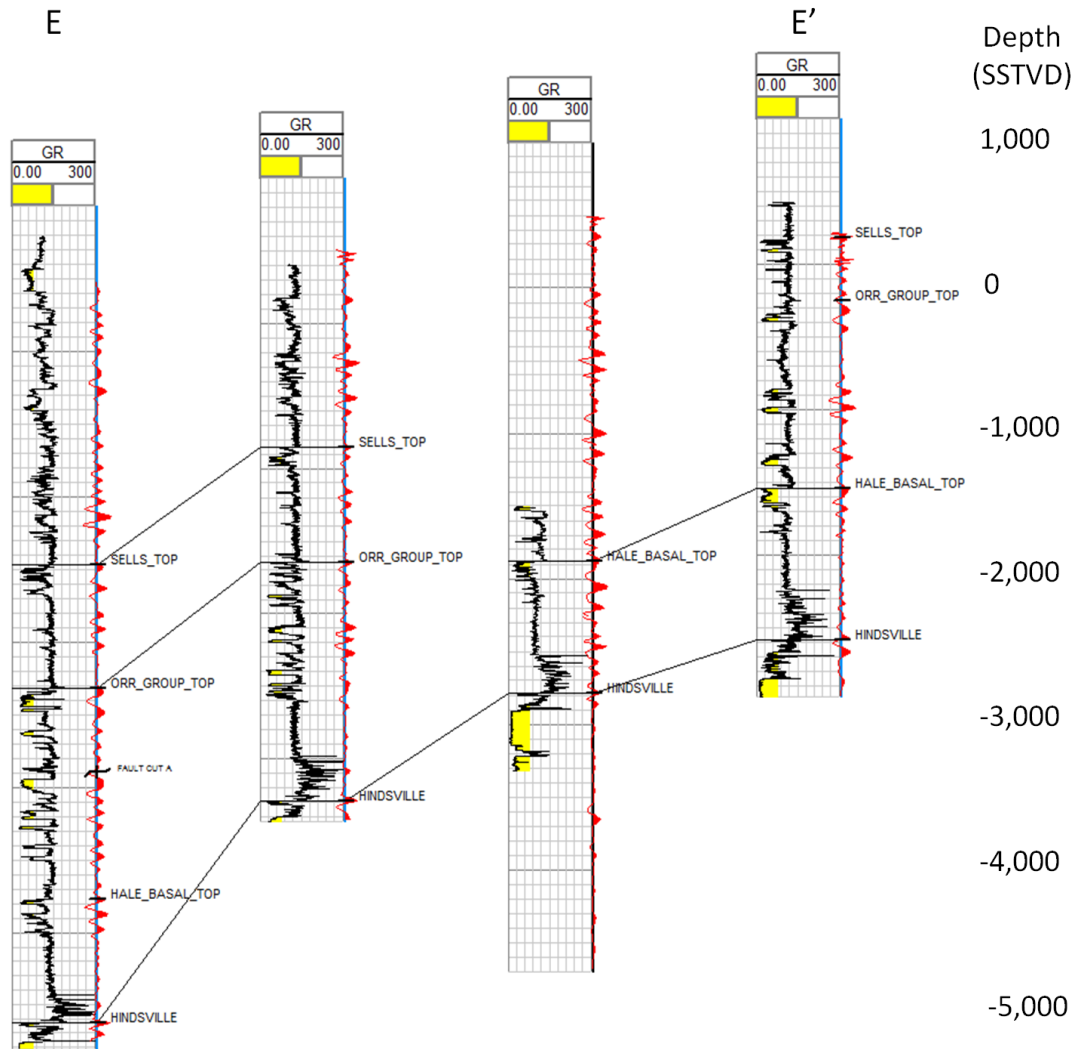 E
E’
Depth
(SSTVD)
GR
0.00 300
GR
0.00 300
GR
0.00 300
GR
0.00 300
1,000
SELLS_TOP
0
ORR_GROUP_TOP
-1,000
SELLS_TOP
HALE_BASAL_TOP
SELLS_TOP
ORR_GROUP_TOP
HALE_BASAL_TOP
-2,000
HINDSVILLE
ORR_GROUP_TOP
HINDSVILLE
-3,000
FAULT CUT A
HINDSVILLE
-4,000
HALE_BASAL_TOP
-5,000
HINDSVILLE